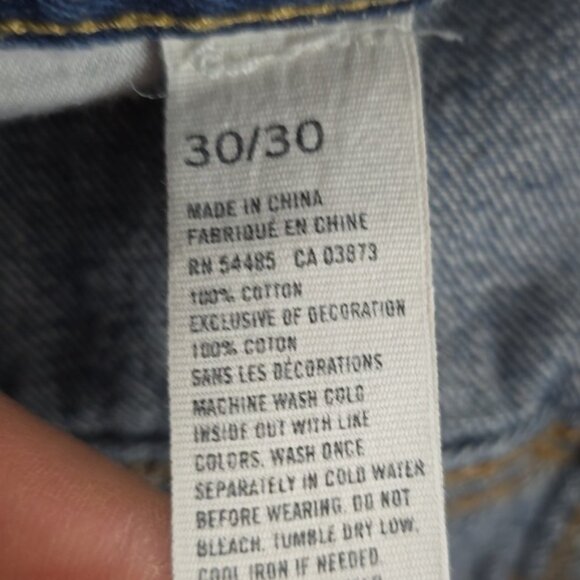 30/30
MADE IN CHINA
FABRIQUÉ EN CHINE
RN 54485 CA 03873
100% COTTON
EXCLUSIVE OF DECORATION
100% COTON
SANS LES DÉCORATIONS
MACHINE WASH COLD
INSIDE OUT WITH LIKE
COLORS. WASH ONCE
SEPARATELY IN COLD WATER
BEFORE WEARING. DO NOT
BLEACH. TUMBLE DRY LOW.
COOL IRON IF NEEDED.